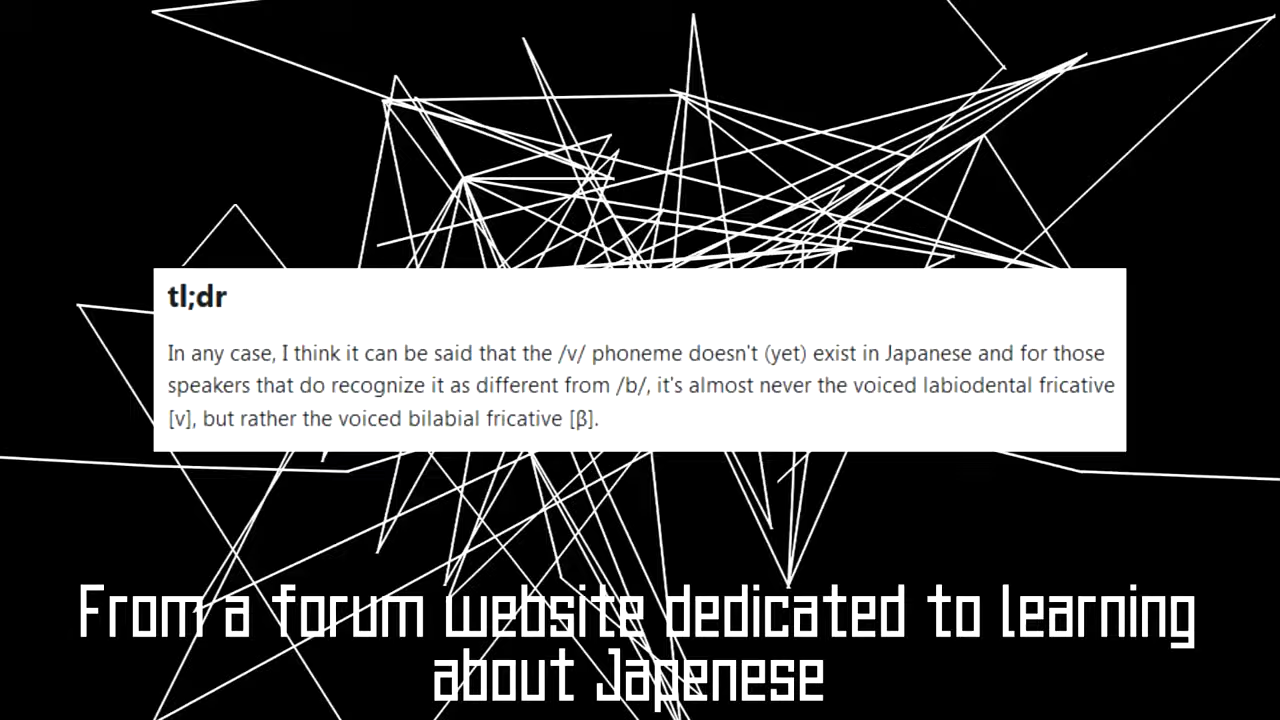 tl;dr
In any case, I think it can be said that the /v/ phoneme doesn't (yet) exist in Japanese and for those
speakers that do recognize it as different from /b/, it's almost never the voiced labiodental fricative
[v], but rather the voiced bilabial fricative [β].
From a forum website dedicated to learning
about Japenese